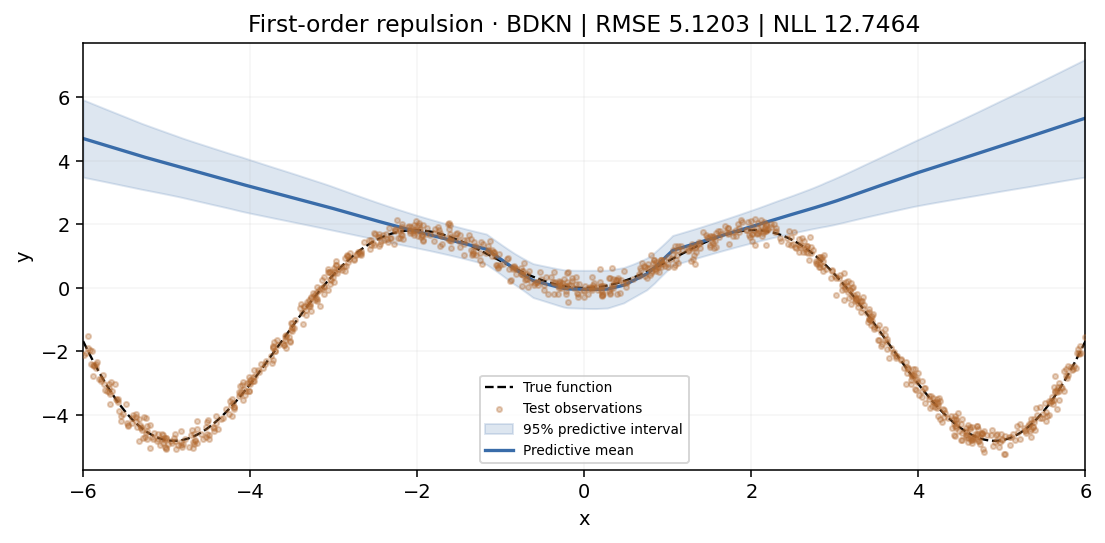 First-order repulsion · BDKN | RMSE 5.1203 | NLL 12.7464
6
4
2
0
−2
−4
y
True function
Test observations
95% predictive interval
Predictive mean
−6
−4
−2
0
2
4
6
x